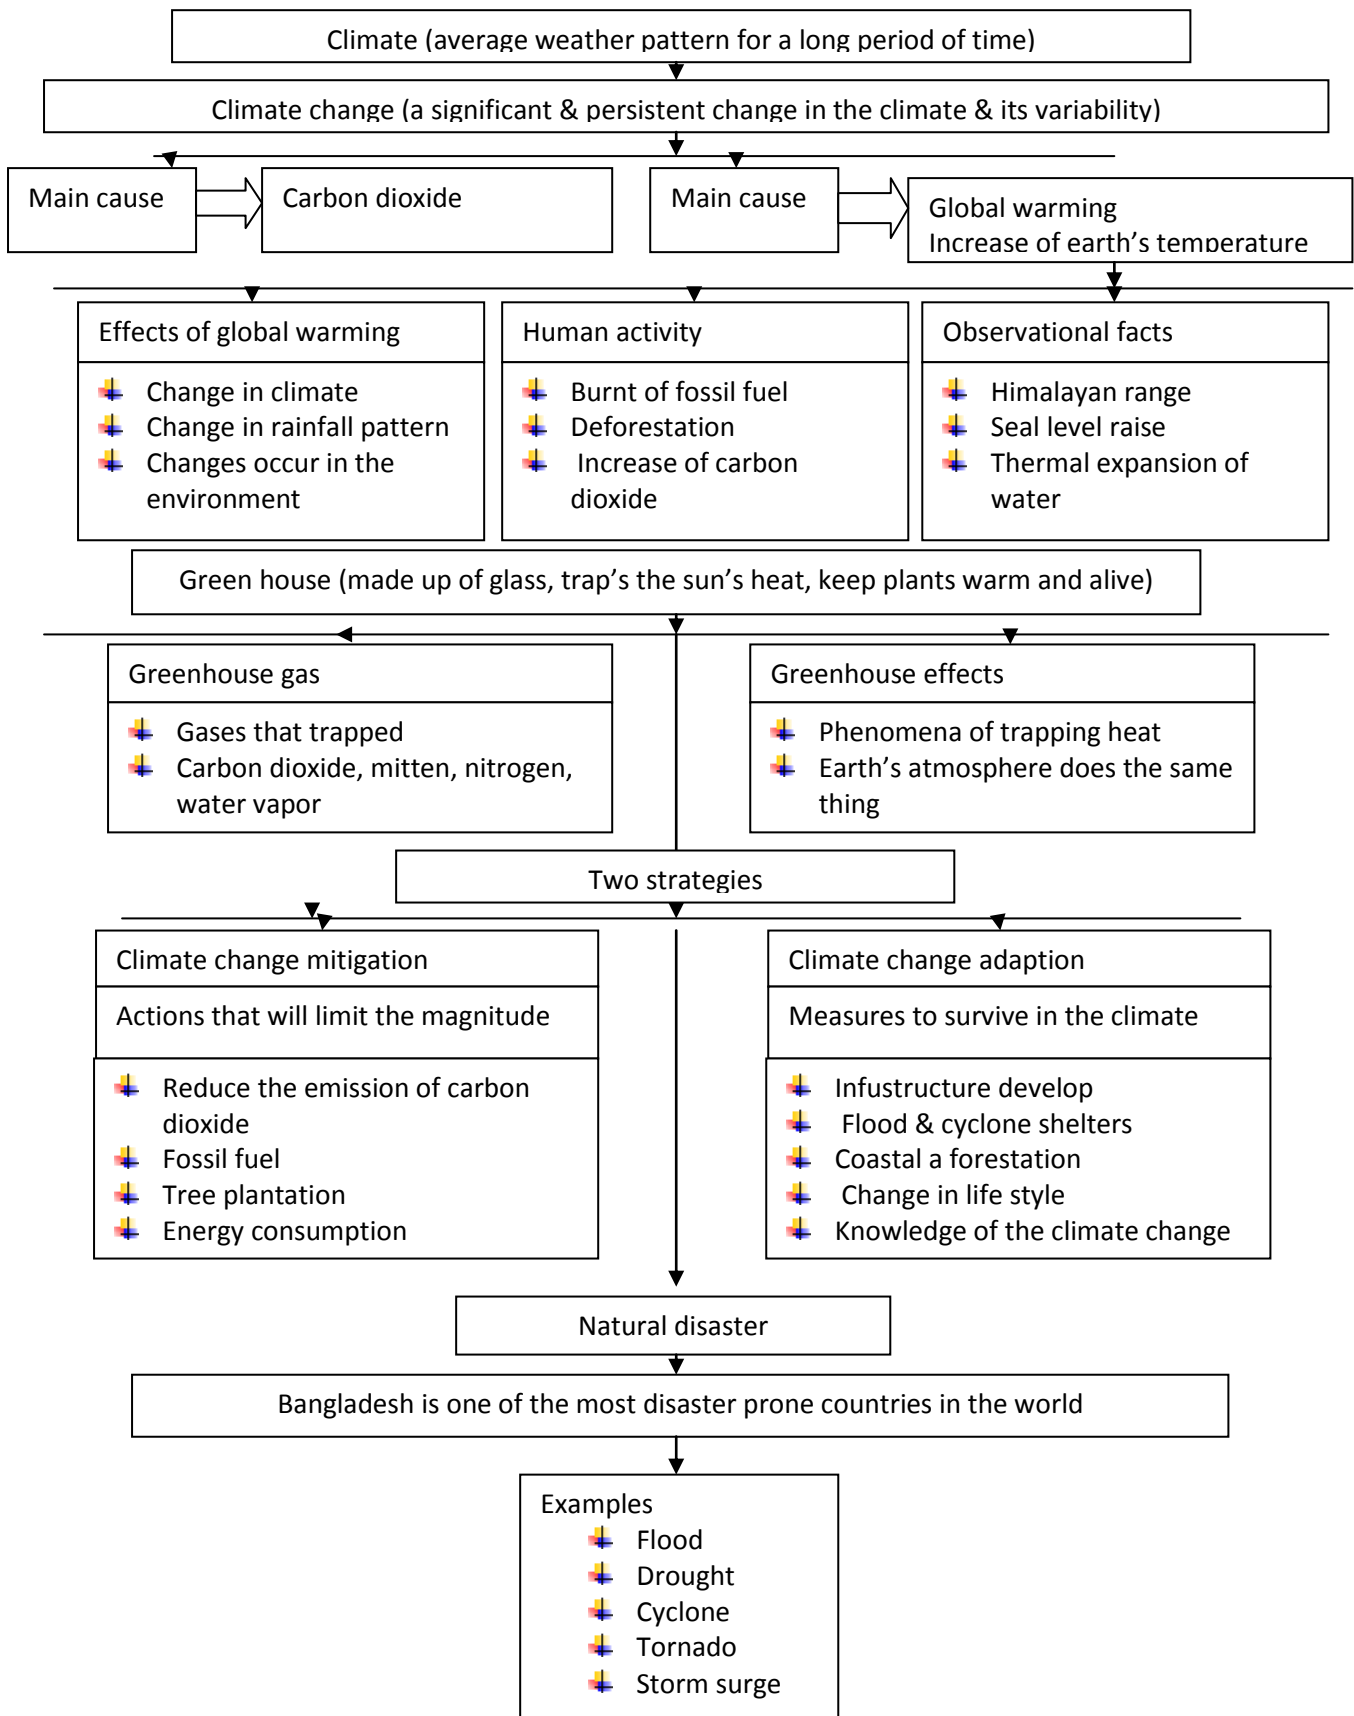 Climate (average weather pattern for a long period of time)
Climate change (a significant & persistent change in the climate & its variability)
Main cause
Carbon dioxide
Main cause
Global warming
Increase of earth's temperature
Effects of global warming
Change in climate
Change in rainfall pattern
Changes occur in the
environment
Human activity
Burnt of fossil fuel
Deforestation
Increase of carbon
dioxide
Observational facts
Himalayan range
Seal level raise
Thermal expansion of
water
Green house (made up of glass, trap's the sun's heat, keep plants warm and alive)
Greenhouse gas
Gases that trapped
Carbon dioxide, mitten, nitrogen,
water vapor
Greenhouse effects
Phenomena of trapping heat
Earth's atmosphere does the same
thing
Two strategies
Climate change mitigation
Actions that will limit the magnitude
Reduce the emission of carbon
dioxide
Fossil fuel
Tree plantation
Energy consumption
Climate change adaption
Measures to survive in the climate
Infustructure develop
Flood & cyclone shelters
Coastal a forestation
Change in life style
Knowledge of the climate change
Natural disaster
Bangladesh is one of the most disaster prone countries in the world
Examples
Flood
Drought
Cyclone
Tornado
Storm surge